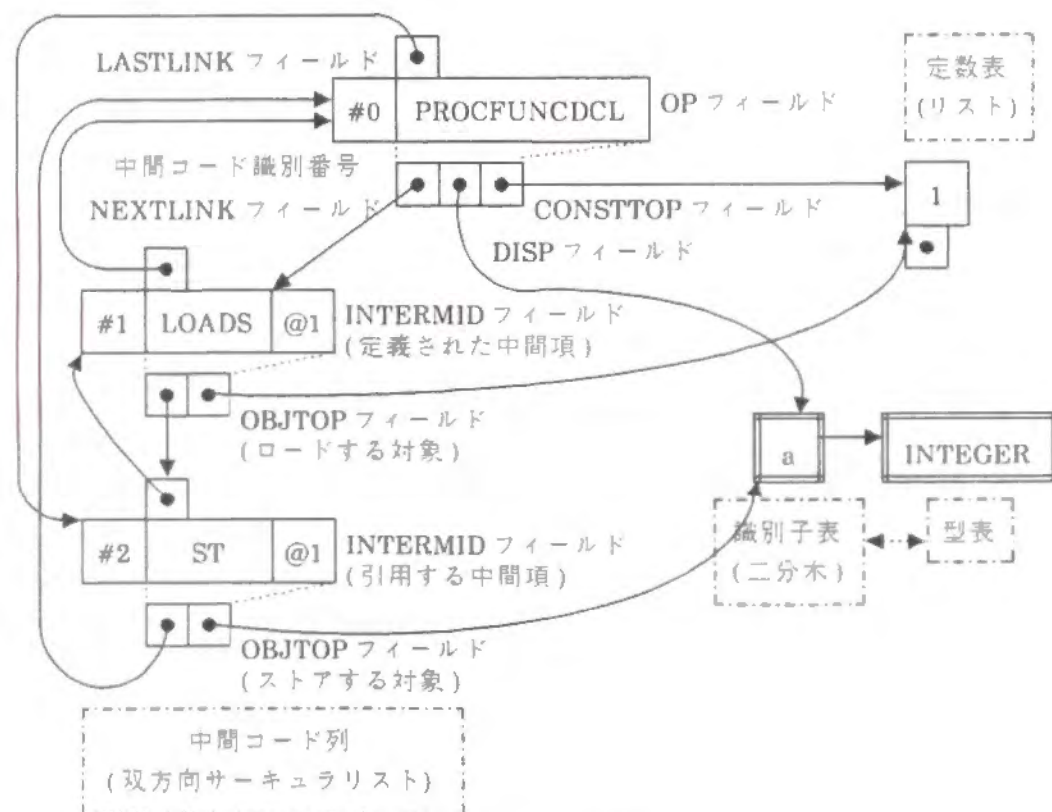 LASTLINK フィールド
定数表
(リスト)
#0 PROCFUNCDCL OP フィールド
中間コード識別番号
1
NEXTLINK フィールド
CONSTTOP フィールド
DISP フィールド
#1 LOADS @1 INTERMID フィールド
(定義された中間項)
OBJTOP フィールド
(ロードする対象)
a INTEGER
#2 ST @1 INTERMID フィールド
(引用する中間項)
識別子表
(二分木)
型表
OBJTOP フィールド
(ストアする対象)
中間コード列
(双方向サーキュラリスト)